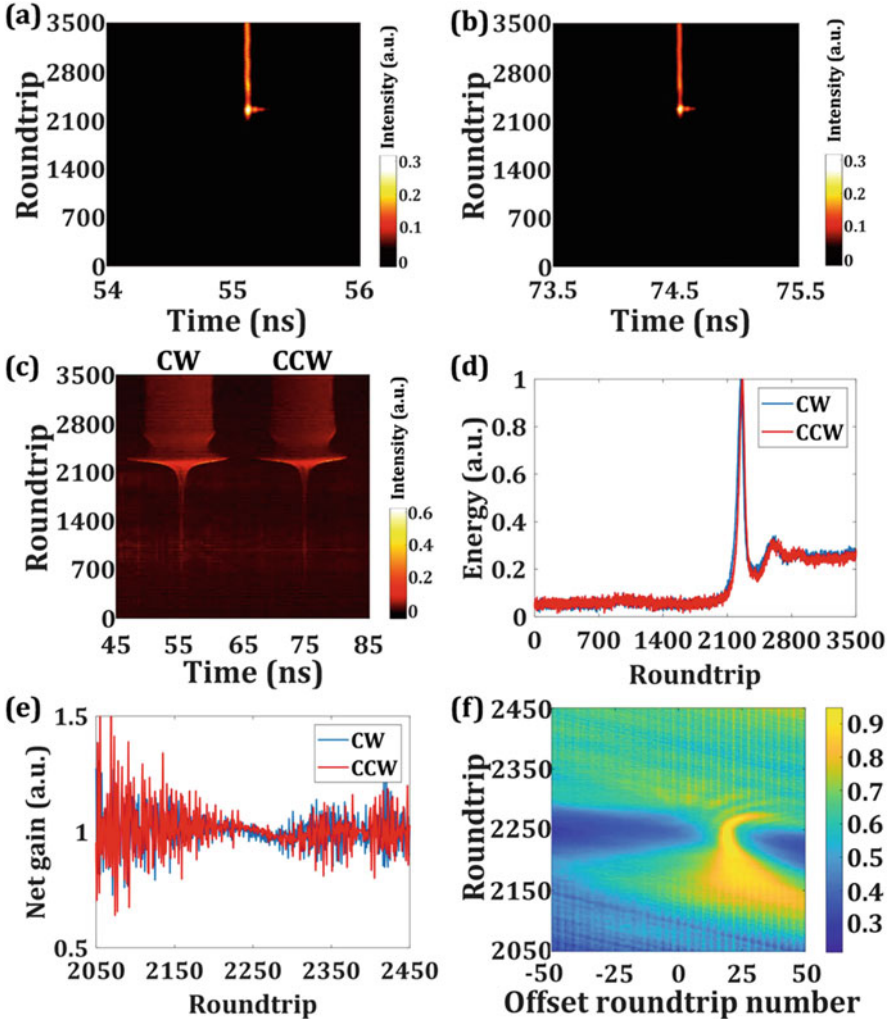 (a)
3500
2800
2100
1400
700
0
Roundtrip
54
55
56
Time (ns)
Intensity (a.u.)
0.3
0.2
0.1
0
(b)
3500
2800
2100
1400
700
0
Roundtrip
73.5
74.5
75.5
Time (ns)
Intensity (a.u.)
0.3
0.2
0.1
0
(c)
CW
CCW
3500
2800
2100
1400
700
0
Roundtrip
45
55
65
75
85
Time (ns)
Intensity (a.u.)
0.6
0.4
0.2
0
(d)
1
0.8
0.6
0.4
0.2
0
Energy (a.u.)
CW
CCW
0
700
1400
2100
2800
3500
Roundtrip
(e)
1.5
1
0.5
Net gain (a.u.)
CW
CCW
2050
2150
2250
2350
2450
Roundtrip
(f)
2450
2350
2250
2150
2050
Roundtrip
-50
-25
0
25
50
Offset roundtrip number
0.9
0.8
0.7
0.6
0.5
0.4
0.3